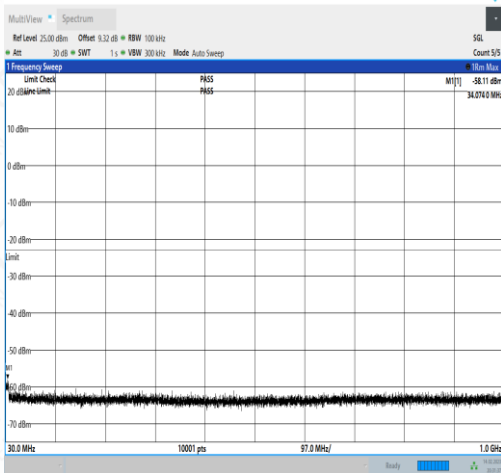 MultiView Spectrum
Ref Level 25.00 dBm Offset 9.32 dB RBW 100 kHz SGL
Att 30 dB SWT 1 s VBW 300 kHz Mode Auto Sweep Count 5/5
1 Frequency Sweep 1Rm Max
Limit Check PASS M1[1] -58.11 dBm
20 dBm Line Limit PASS 34.0740 MHz
10 dBm
0 dBm
-10 dBm
-20 dBm
Limit
-30 dBm
-40 dBm
-50 dBm
M1
-60 dBm
-70 dBm
30.0 MHz 10001 pts 97.0 MHz/ 1.0 GHz
Ready